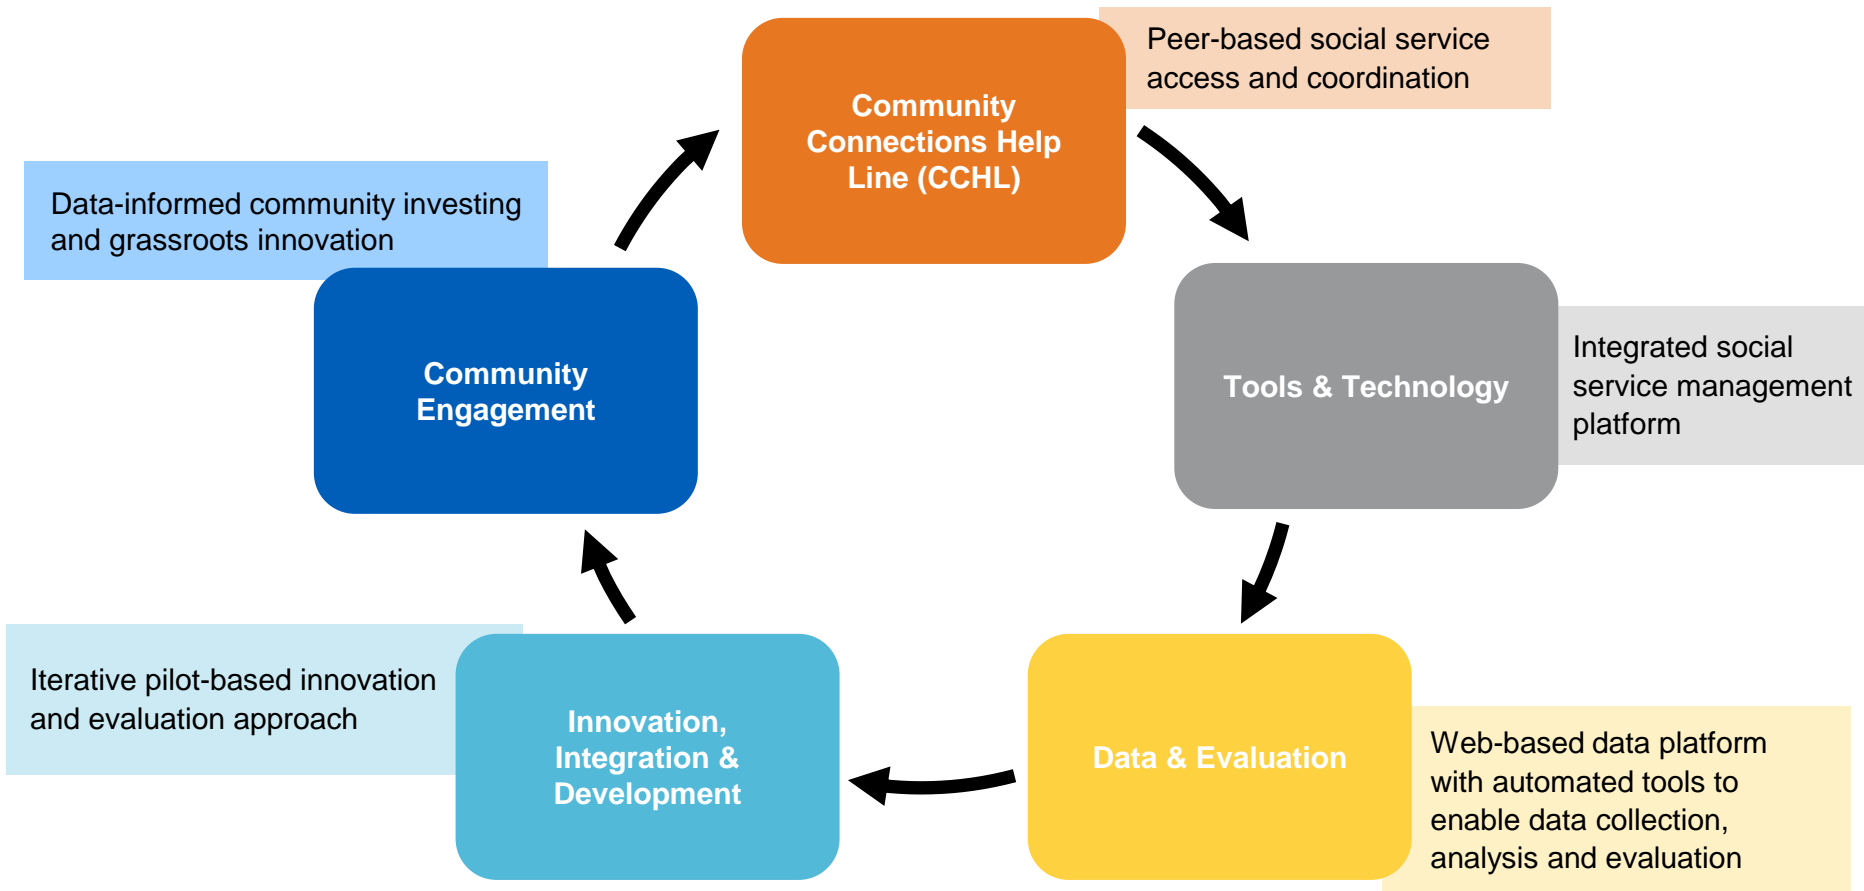 Community
Connections Help
Line (CCHL)
Peer-based social service
access and coordination
Tools & Technology
Integrated social
service management
platform
Data & Evaluation
Web-based data platform
with automated tools to
enable data collection,
analysis and evaluation
Innovation,
Integration &
Development
Iterative pilot-based innovation
and evaluation approach
Community
Engagement
Data-informed community investing
and grassroots innovation